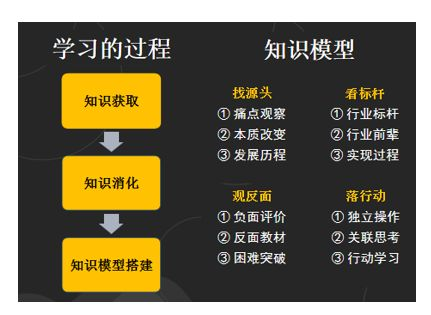 学习的过程
知识获取
知识消化
知识模型搭建
知识模型
找源头
① 痛点观察
② 本质改变
③ 发展历程
看标杆
① 行业标杆
② 行业前辈
③ 实现过程
观反面
① 负面评价
② 反面教材
③ 困难突破
落行动
① 独立操作
② 关联思考
③ 行动学习